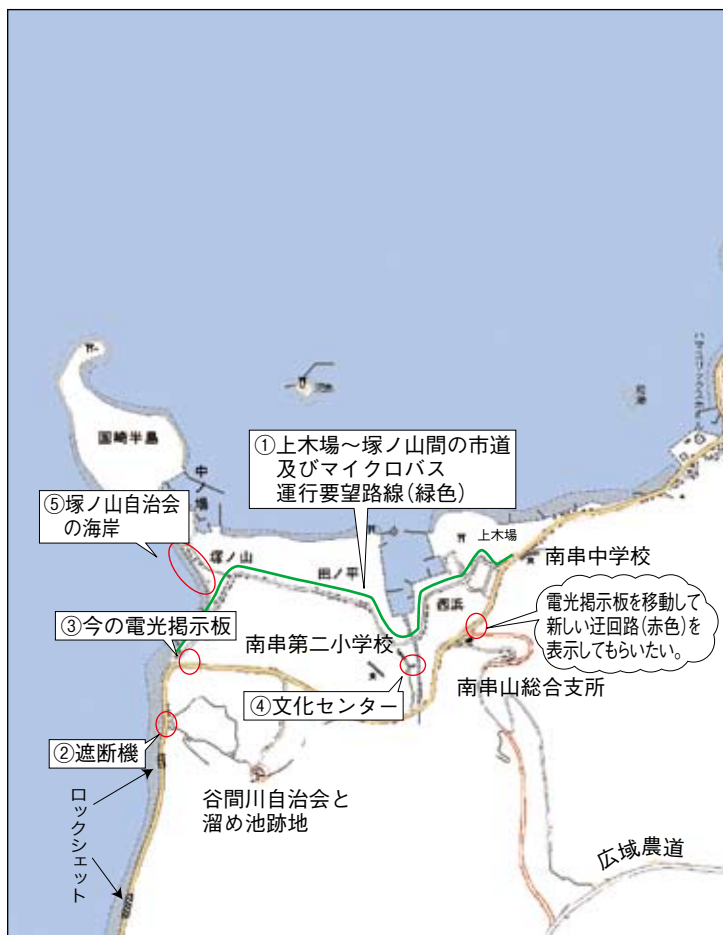 国崎半島
中ノ場
①上木場～塚ノ山間の市道
及びマイクロバス
運行要望路線（緑色）
⑤塚ノ山自治会
の海岸
塚ノ山
田ノ平
上木場
南串中学校
西浜
電光掲示板を移動して
新しい迂回路（赤色）を
表示してもらいたい。
③今の電光掲示板
南串第二小学校
南串山総合支所
④文化センター
②遮断機
谷間川自治会と
溜め池跡地
ロックシェット
広域農道